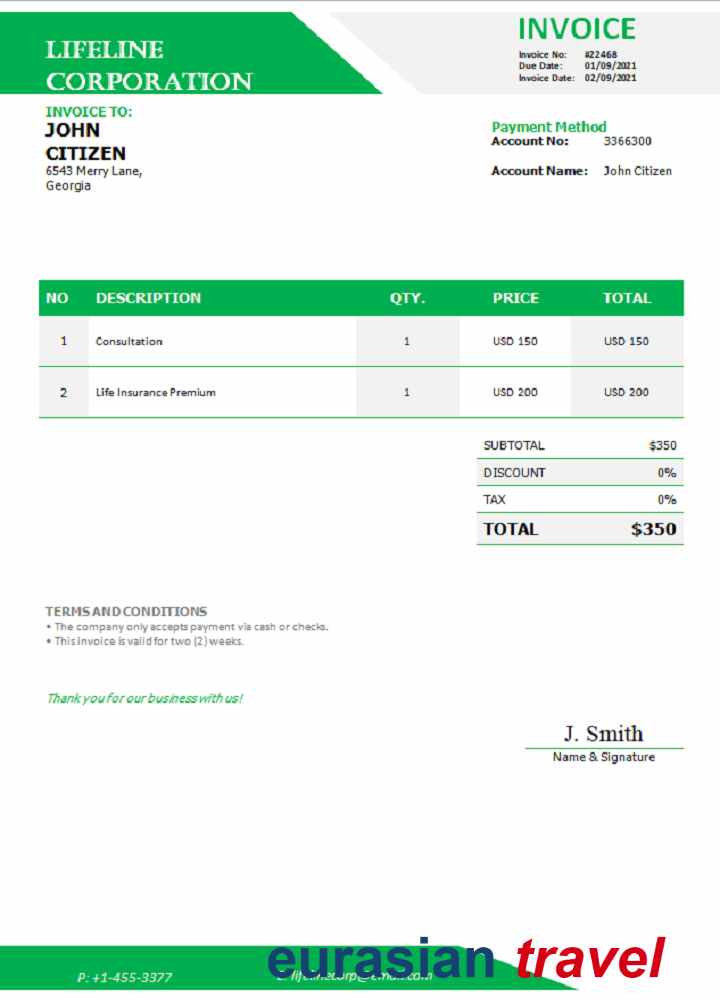 LIFELINE
CORPORATION
INVOICE
Invoice No: #22468
Due Date: 01/09/2021
Invoice Date: 02/09/2021
INVOICE TO:
JOHN
CITIZEN
6543 Merry Lane,
Georgia
Payment Method
Account No: 3366300
Account Name: John Citizen
NO DESCRIPTION QTY. PRICE TOTAL
1 Consultation 1 USD 150 USD 150
2 Life Insurance Premium 1 USD 200 USD 200
SUBTOTAL $350
DISCOUNT 0%
TAX 0%
TOTAL $350
TERMS AND CONDITIONS
• The company only accepts payment via cash or checks.
• This invoice is valid for two (2) weeks.
Thank you for our business with us!
J. Smith
Name & Signature
P: +1-455-3377
eurasian travel